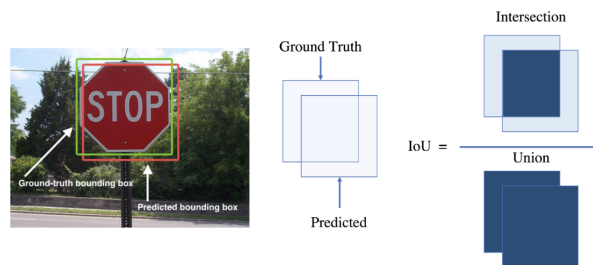 STOP
Ground-truth bounding box
Predicted bounding box
Ground Truth
Predicted
IoU =
Intersection
Union